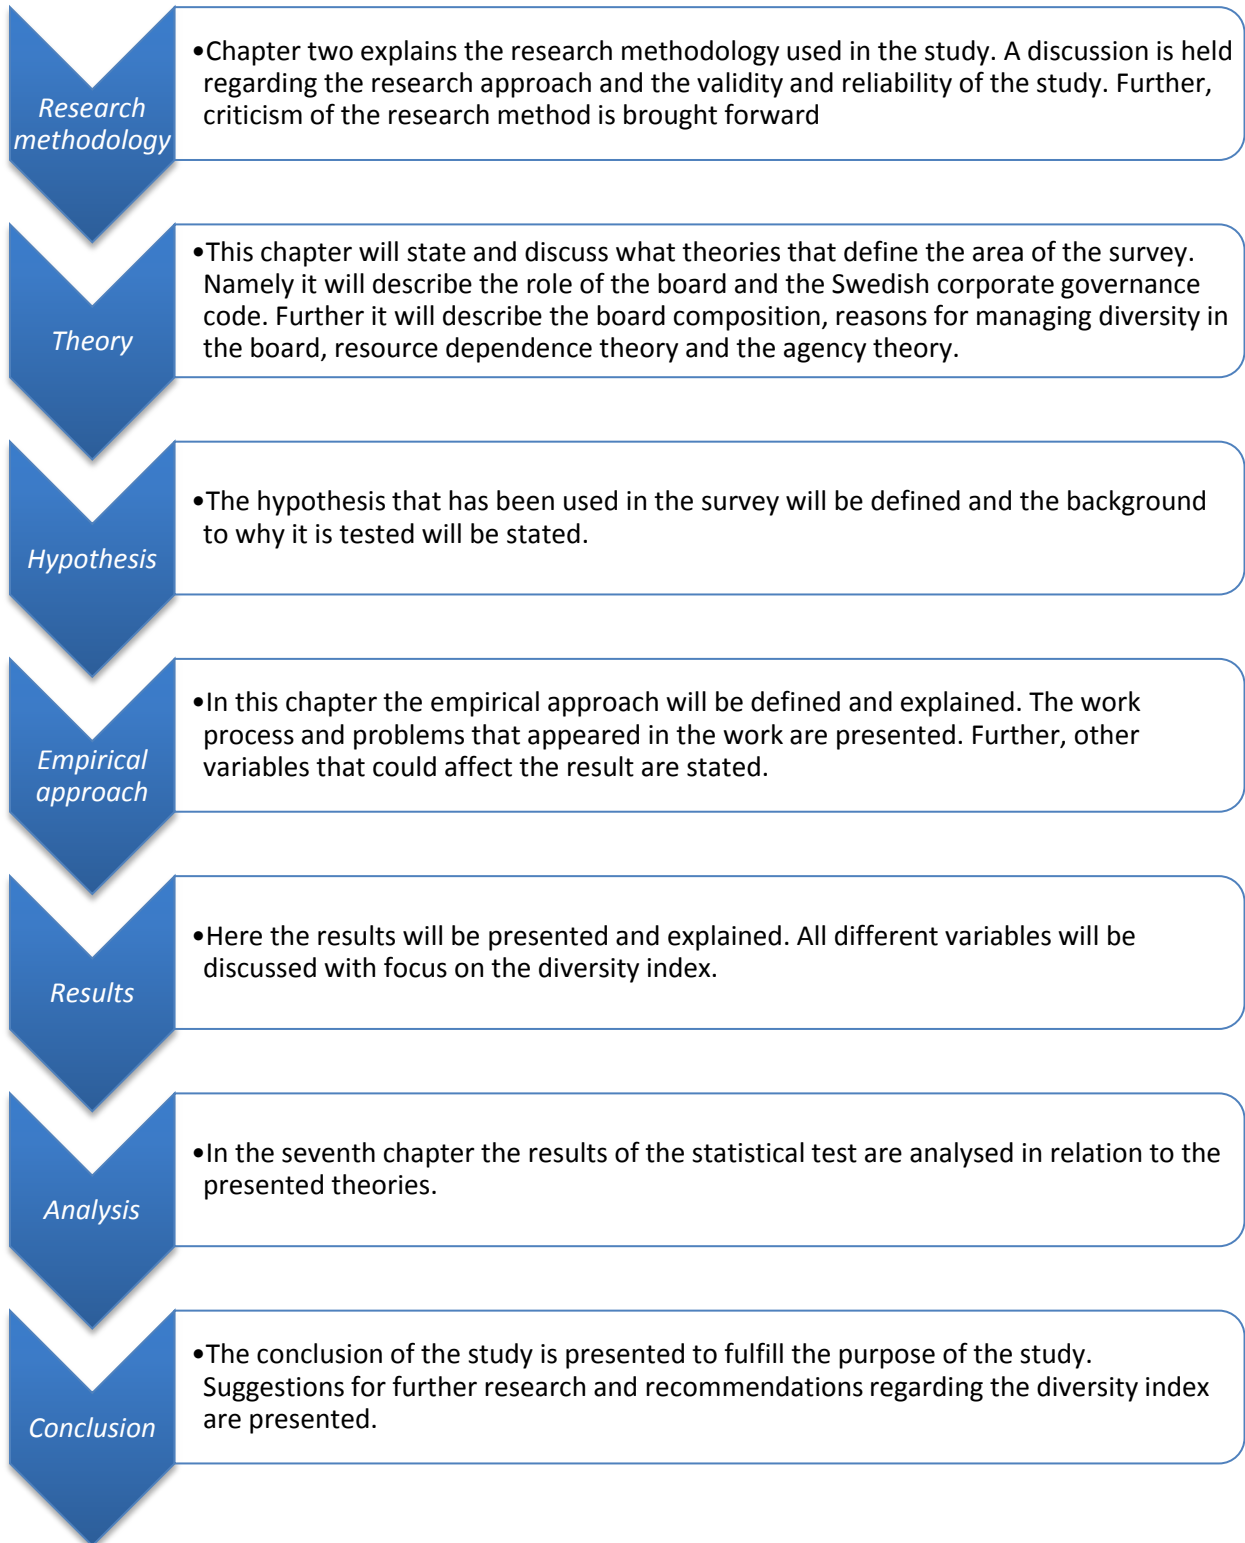 Research
methodology
•Chapter two explains the research methodology used in the study. A discussion is held
regarding the research approach and the validity and reliability of the study. Further,
criticism of the research method is brought forward
Theory
•This chapter will state and discuss what theories that define the area of the survey.
Namely it will describe the role of the board and the Swedish corporate governance
code. Further it will describe the board composition, reasons for managing diversity in
the board, resource dependence theory and the agency theory.
Hypothesis
•The hypothesis that has been used in the survey will be defined and the background
to why it is tested will be stated.
Empirical
approach
•In this chapter the empirical approach will be defined and explained. The work
process and problems that appeared in the work are presented. Further, other
variables that could affect the result are stated.
Results
•Here the results will be presented and explained. All different variables will be
discussed with focus on the diversity index.
Analysis
•In the seventh chapter the results of the statistical test are analysed in relation to the
presented theories.
Conclusion
•The conclusion of the study is presented to fulfill the purpose of the study.
Suggestions for further research and recommendations regarding the diversity index
are presented.